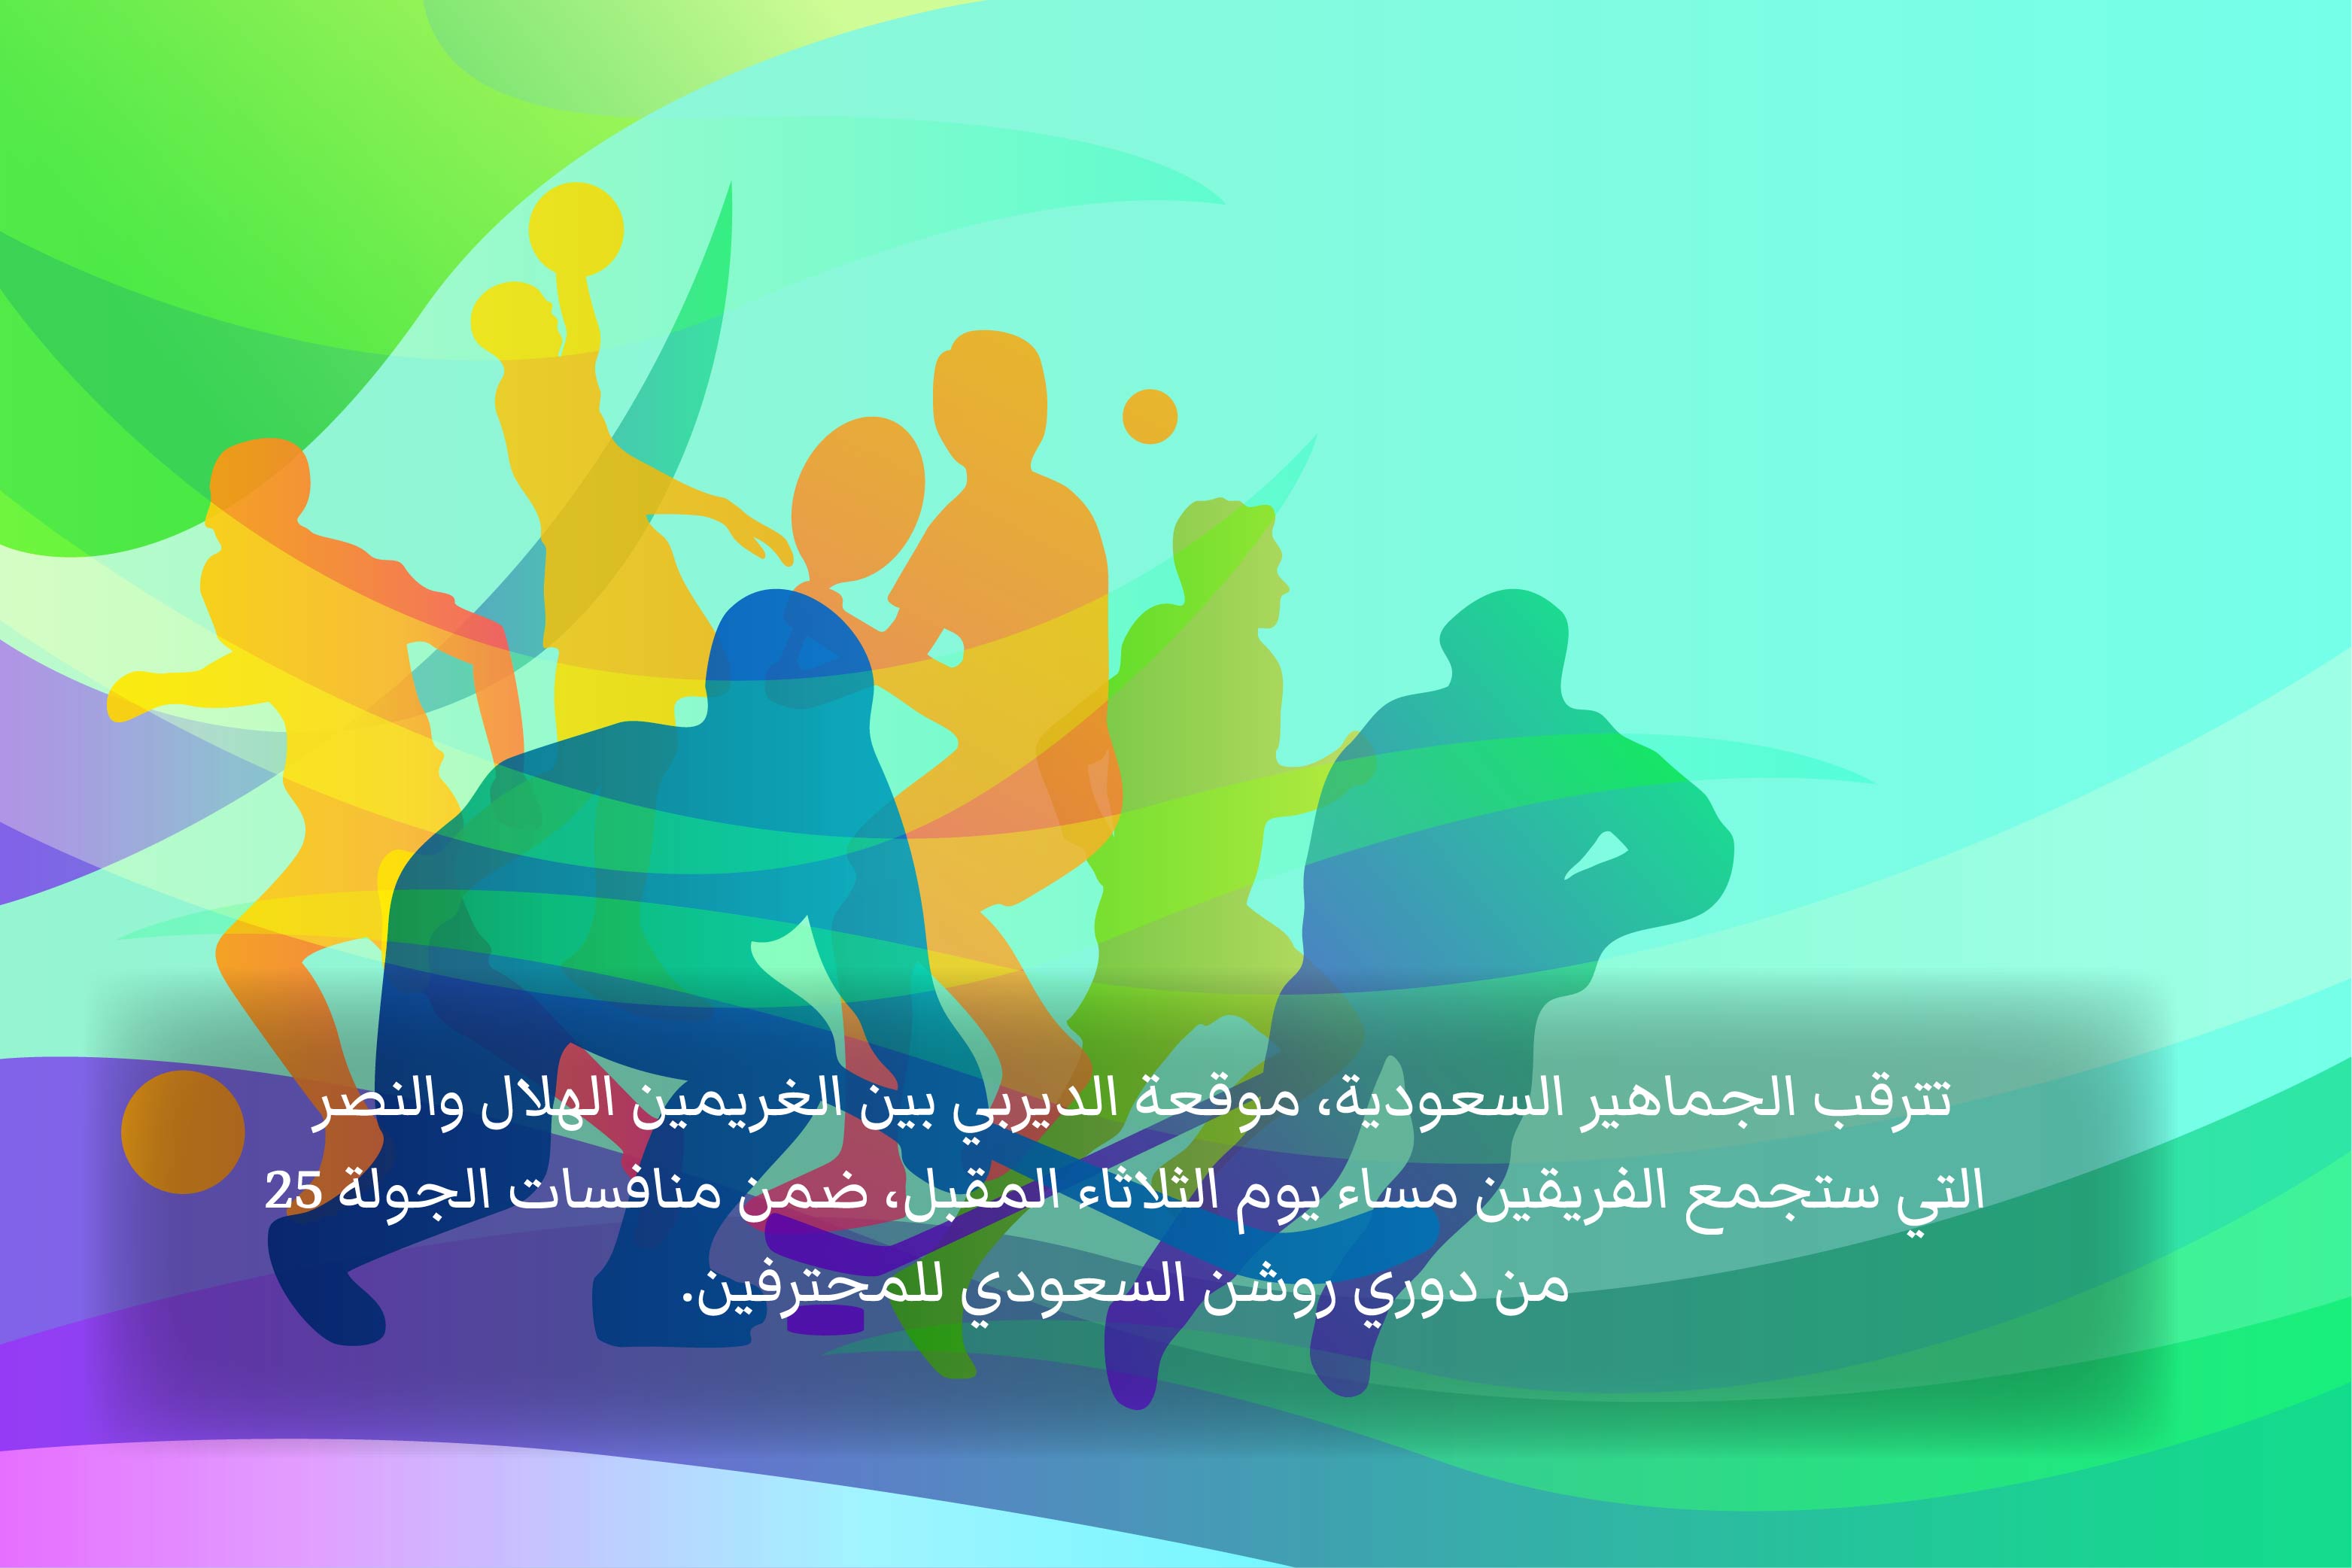 تترقب الجماهير السعودية، موقعة الديربي بين الغريمين الهلال والنصر
التي ستجمع الفريقين مساء يوم الثلاثاء المقبل، ضمن منافسات الجولة 25
من دوري روشن السعودي للمحترفين.